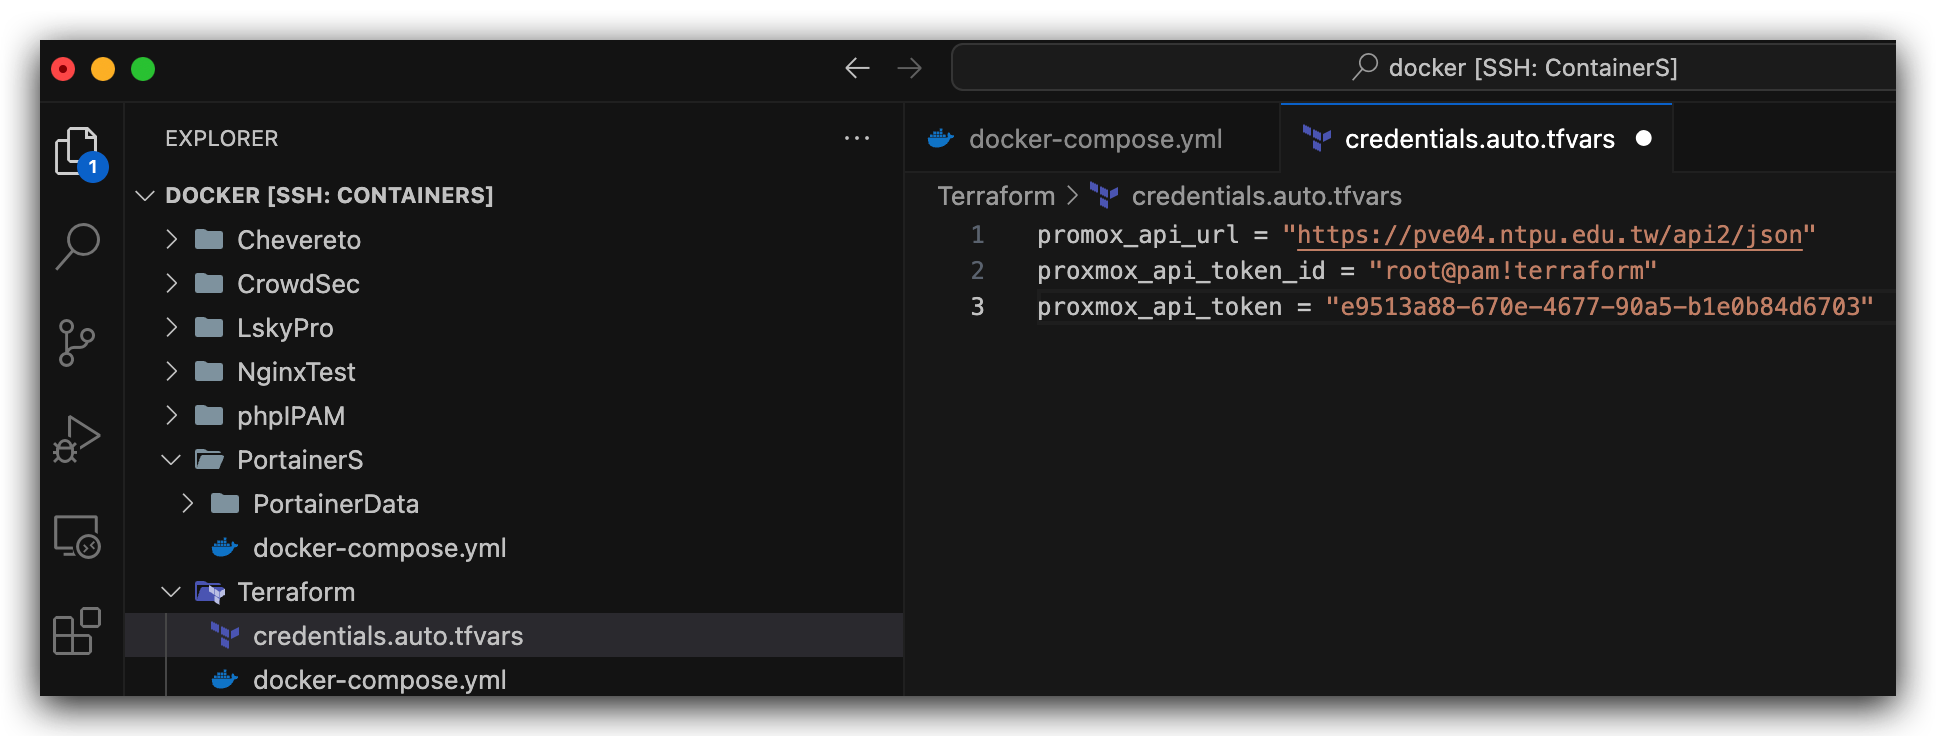 docker [SSH: ContainerS]
EXPLORER
docker-compose.yml
credentials.auto.tfvars
1
DOCKER [SSH: CONTAINERS]
Chevereto
CrowdSec
LskyPro
NginxTest
phpIPAM
PortainerS
PortainerData
docker-compose.yml
Terraform
credentials.auto.tfvars
docker-compose.yml
Terraform > credentials.auto.tfvars
1 promox_api_url = "https://pve04.ntpu.edu.tw/api2/json"
2 proxmox_api_token_id = "root@pam!terraform"
3 proxmox_api_token = "e9513a88-670e-4677-90a5-b1e0b84d6703"